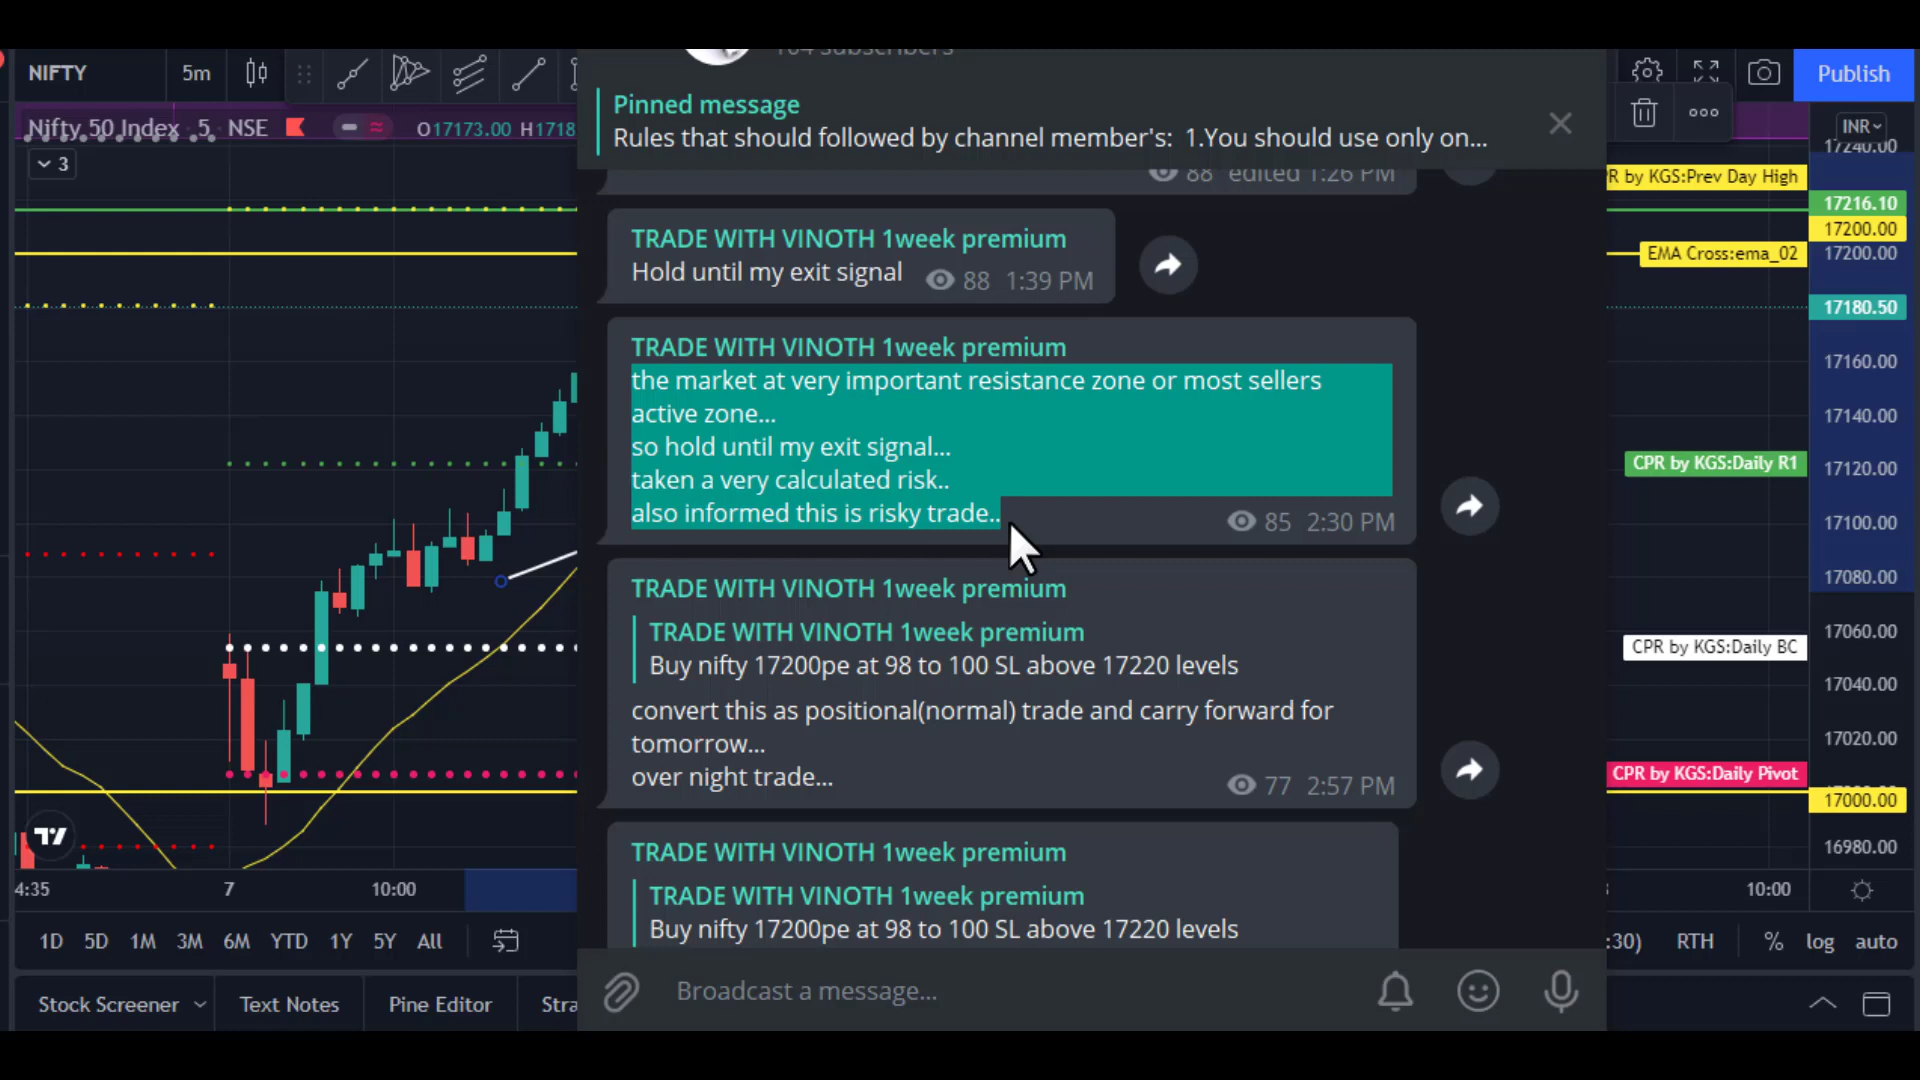 NIFTY
5m
Publish
Nifty 50 Index 5 NSE O17173.00 H1718
3
Pinned message
Rules that should followed by channel member's: 1.You should use only on...
88 edited 1:26 PM
TRADE WITH VINOTH 1week premium
Hold until my exit signal 88 1:39 PM
TRADE WITH VINOTH 1week premium
the market at very important resistance zone or most sellers
active zone...
so hold until my exit signal...
taken a very calculated risk..
also informed this is risky trade..
85 2:30 PM
TRADE WITH VINOTH 1week premium
TRADE WITH VINOTH 1week premium
Buy nifty 17200pe at 98 to 100 SL above 17220 levels
convert this as positional(normal) trade and carry forward for
tomorrow...
over night trade...
77 2:57 PM
TRADE WITH VINOTH 1week premium
TRADE WITH VINOTH 1week premium
Buy nifty 17200pe at 98 to 100 SL above 17220 levels
Broadcast a message...
INR
17240.00
R by KGS:Prev Day High
17216.10
17200.00
EMA Cross:ema_02 17200.00
17180.50
17160.00
17140.00
CPR by KGS:Daily R1 17120.00
17100.00
17080.00
17060.00
CPR by KGS:Daily BC
17040.00
17020.00
CPR by KGS:Daily Pivot
17000.00
16980.00
4:35 7 10:00
10:00
1D 5D 1M 3M 6M YTD 1Y 5Y All
:30) RTH % log auto
Stock Screener Text Notes Pine Editor Stra